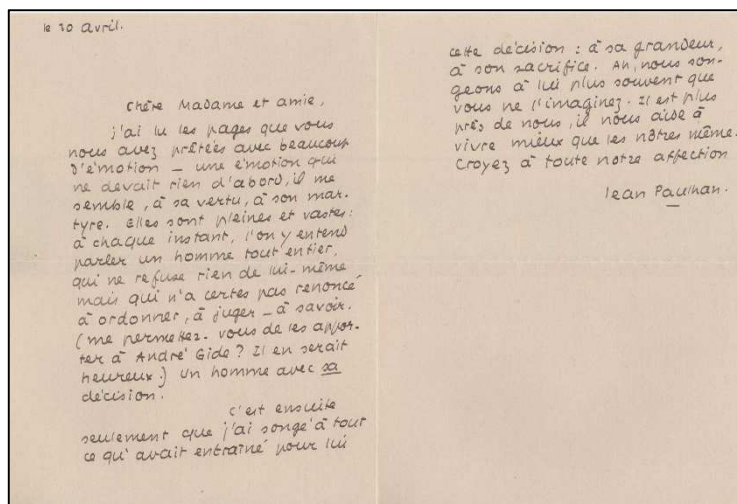 le 20 avril.
Chère Madame et amie,
j'ai lu les pages que vous
nous avez prêtées avec beaucoup
d'émotion — une émotion qui
ne devait rien d'abord, il me
semble, à sa vertu, à son mar-
tyre. Elles sont pleines et vastes:
à chaque instant, l'on y entend
parler un homme tout entier,
qui ne refuse rien de lui-même
mais qui n'a certes pas renoncé
à ordonner, à juger — à savoir.
(me permettez-vous de les appor-
ter à André Gide? Il en serait
heureux.) Un homme avec sa
décision.
C'est ensuite
seulement que j'ai songé à tout
ce qu'avait entraîné pour lui
cette décision : à sa grandeur,
à son sacrifice. Ah, nous son-
geons à lui plus souvent que
vous ne l'imaginez. Il est plus
près de nous, il nous aide à
vivre mieux que les nôtres même.
Croyez à toute notre affection
Jean Paulhan.